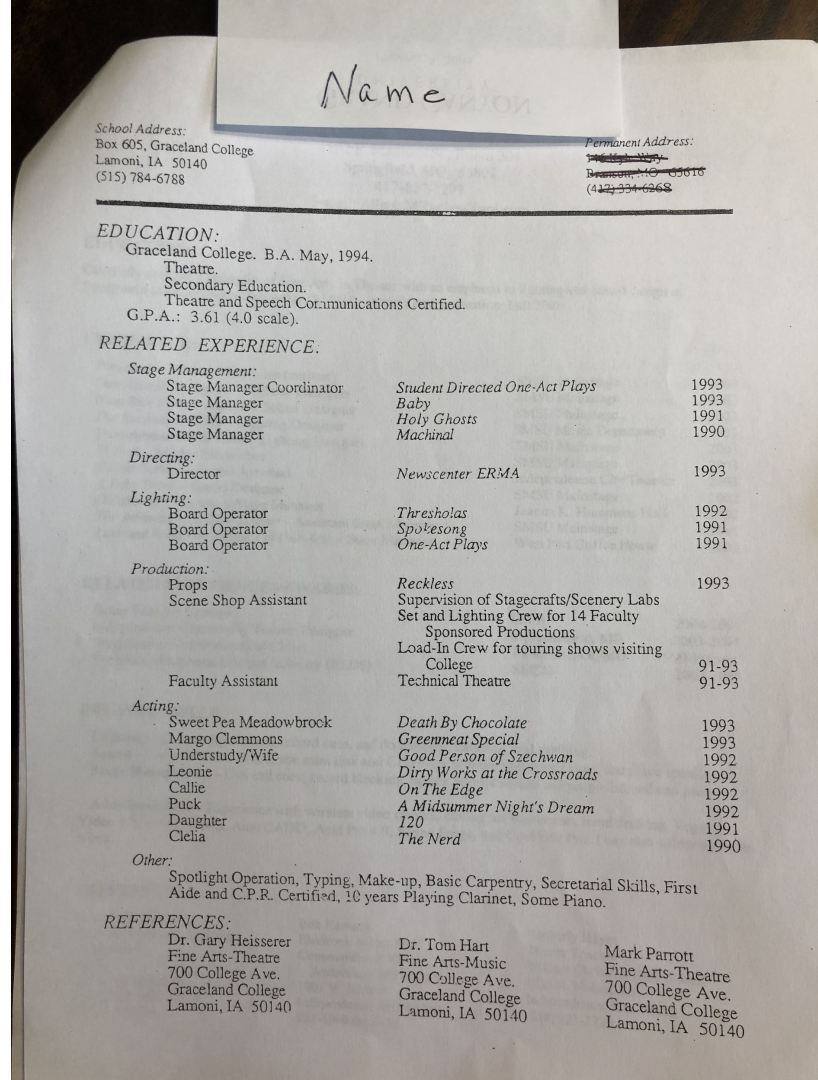 Name
School Address:
Box 605, Graceland College
Lamoni, IA 50140
(515) 784-6788
Permanent Address:
EDUCATION:
Graceland College. B.A. May, 1994.
Theatre.
Secondary Education.
Theatre and Speech Communications Certified.
G.P.A.: 3.61 (4.0 scale).
RELATED EXPERIENCE:
Stage Management:
Stage Manager Coordinator Student Directed One-Act Plays 1993
Stage Manager Baby 1993
Stage Manager Holy Ghosts 1991
Stage Manager Machinal 1990
Directing:
Director Newscenter ERMA 1993
Lighting:
Board Operator Thresholds 1992
Board Operator Spokesong 1991
Board Operator One-Act Plays 1991
Production:
Props Reckless 1993
Scene Shop Assistant Supervision of Stagecrafts/Scenery Labs
Set and Lighting Crew for 14 Faculty
Sponsored Productions
Load-In Crew for touring shows visiting
College 91-93
Faculty Assistant Technical Theatre 91-93
Acting:
Sweet Pea Meadowbrook Death By Chocolate 1993
Margo Clemmons Greenmeat Special 1993
Understudy/Wife Good Person of Szechwan 1992
Leonie Dirty Works at the Crossroads 1992
Callie On The Edge 1992
Puck A Midsummer Night's Dream 1992
Daughter 120 1991
Clelia The Nerd 1990
Other:
Spotlight Operation, Typing, Make-up, Basic Carpentry, Secretarial Skills, First
Aide and C.P.R. Certified, 10 years Playing Clarinet, Some Piano.
REFERENCES:
Dr. Gary Heisserer
Fine Arts-Theatre
700 College Ave.
Graceland College
Lamoni, IA 50140
Dr. Tom Hart
Fine Arts-Music
700 College Ave.
Graceland College
Lamoni, IA 50140
Mark Parrott
Fine Arts-Theatre
700 College Ave.
Graceland College
Lamoni, IA 50140